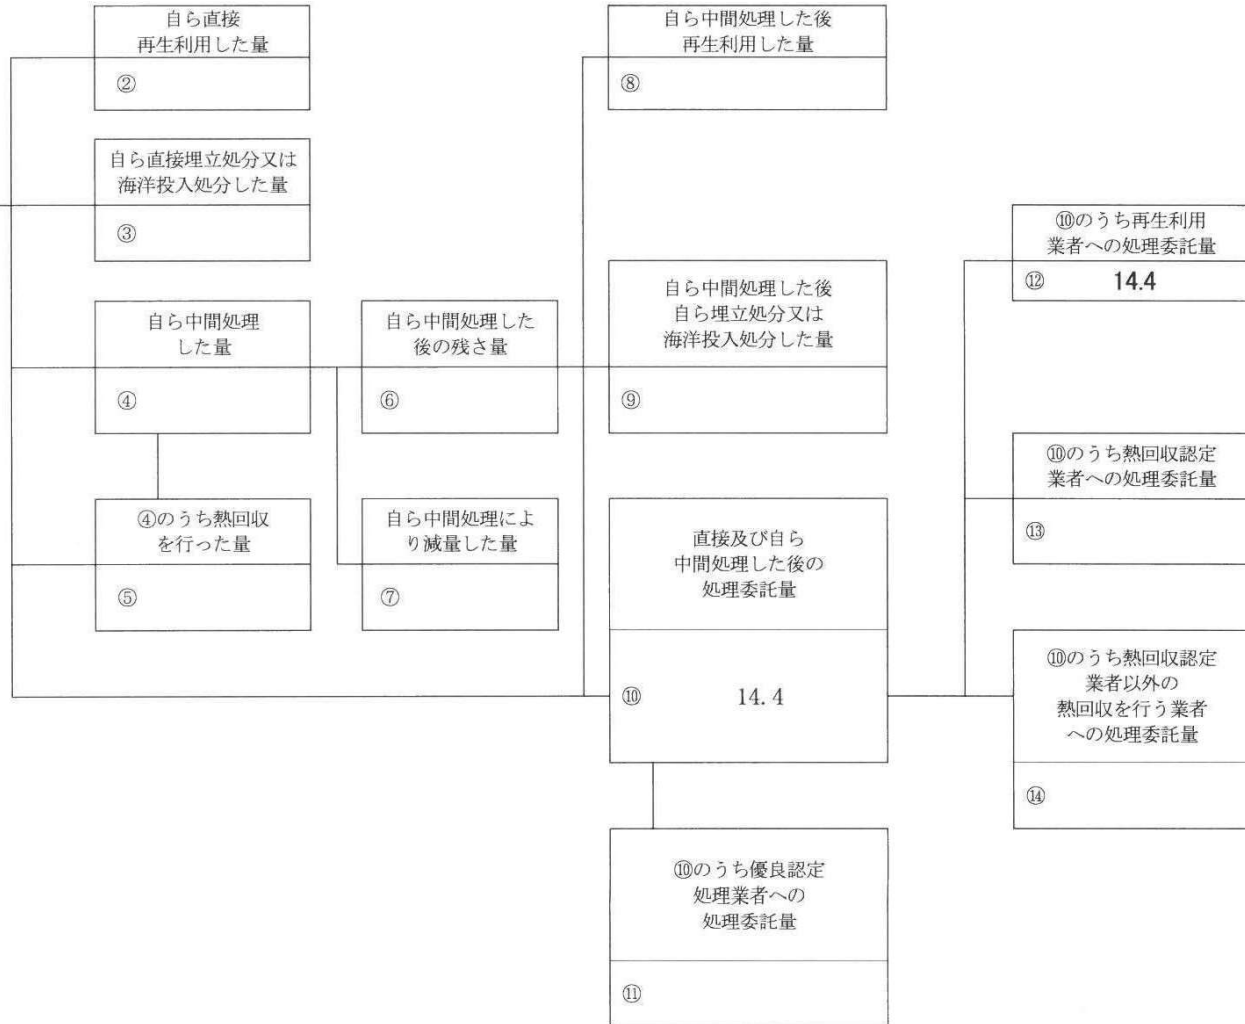 自ら直接
再生利用した量
②
自ら直接埋立処分又は
海洋投入処分した量
③
自ら中間処理
した量
④
④のうち熱回収
を行った量
⑤
自ら中間処理した
後の残さ量
⑥
自ら中間処理によ
り減量した量
⑦
自ら中間処理した後
再生利用した量
⑧
自ら中間処理した後
自ら埋立処分又は
海洋投入処分した量
⑨
直接及び自ら
中間処理した後の
処理委託量
⑩ 14.4
⑩のうち優良認定
処理業者への
処理委託量
⑪
⑩のうち再生利用
業者への処理委託量
⑫ 14.4
⑩のうち熱回収認定
業者への処理委託量
⑬
⑩のうち熱回収認定
業者以外の
熱回収を行う業者
への処理委託量
⑭